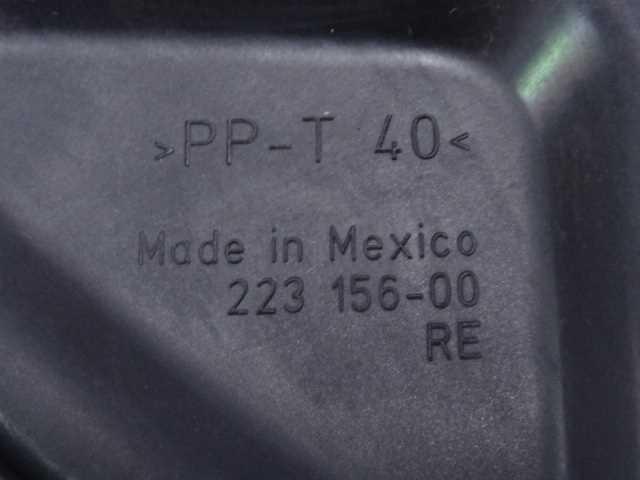 >PP-T 40<
Made in Mexico
223 156-00
RE